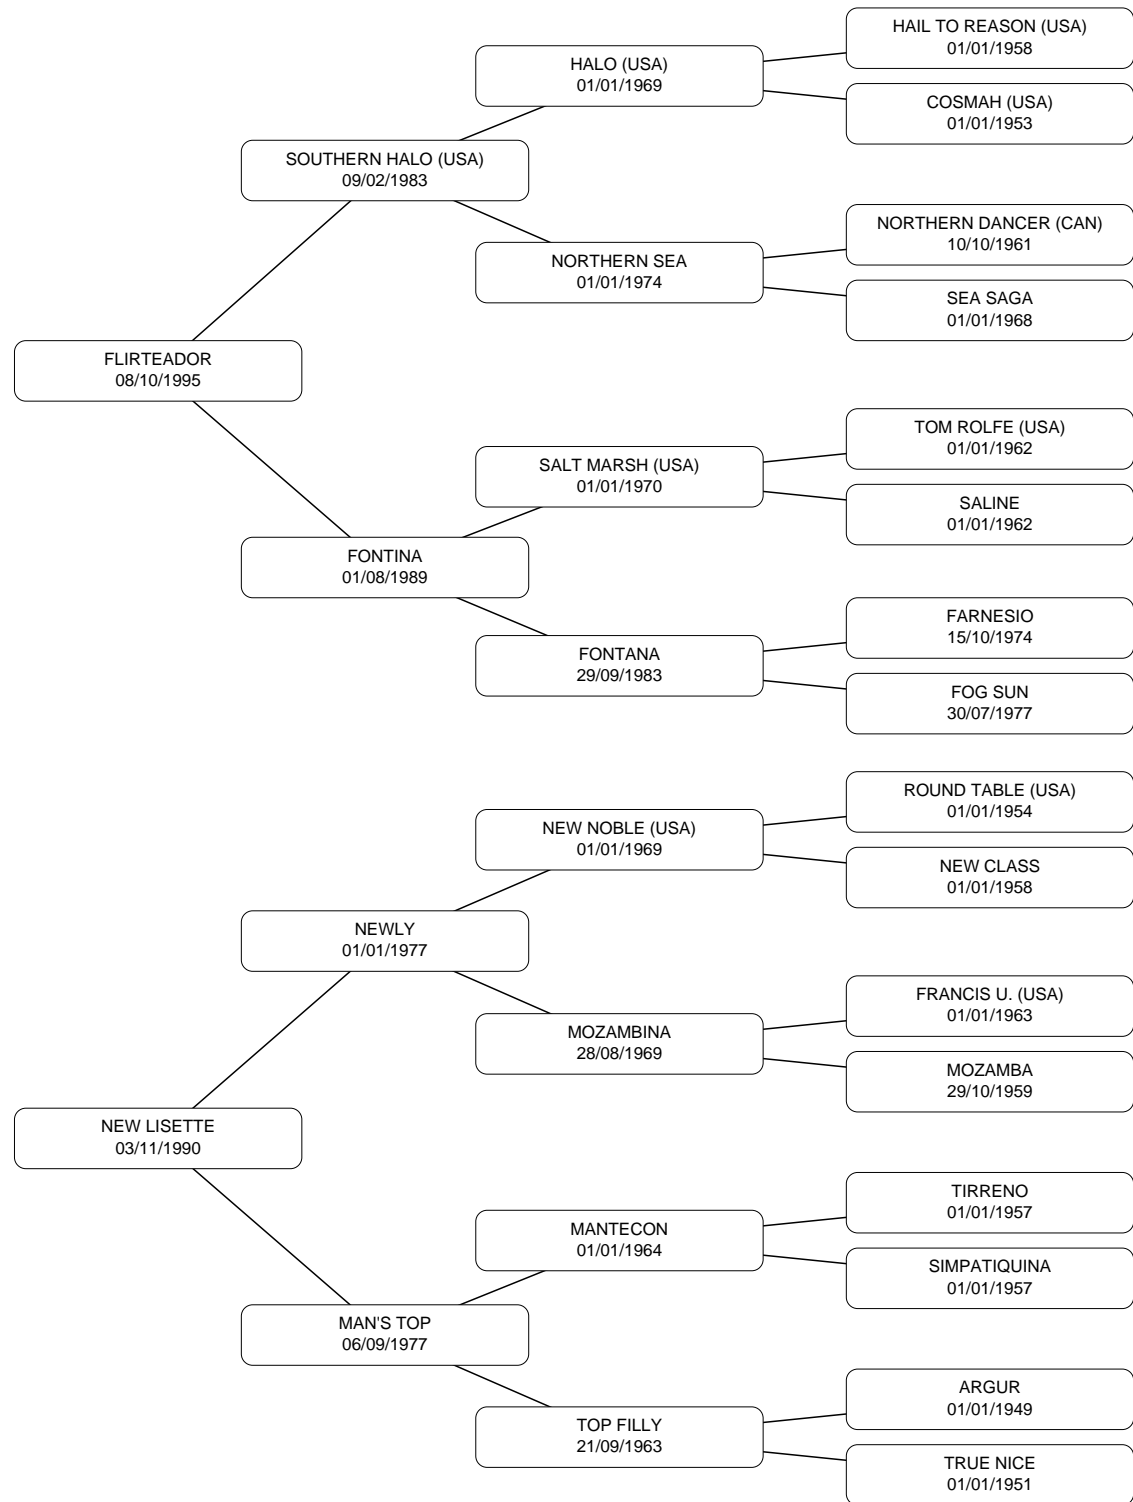 HAIL TO REASON (USA)
01/01/1958
HALO (USA)
01/01/1969
COSMAH (USA)
01/01/1953
SOUTHERN HALO (USA)
09/02/1983
NORTHERN DANCER (CAN)
10/10/1961
NORTHERN SEA
01/01/1974
SEA SAGA
01/01/1968
FLIRTEADOR
08/10/1995
TOM ROLFE (USA)
01/01/1962
SALT MARSH (USA)
01/01/1970
SALINE
01/01/1962
FONTINA
01/08/1989
FARNESIO
15/10/1974
FONTANA
29/09/1983
FOG SUN
30/07/1977
ROUND TABLE (USA)
01/01/1954
NEW NOBLE (USA)
01/01/1969
NEW CLASS
01/01/1958
NEWLY
01/01/1977
FRANCIS U. (USA)
01/01/1963
MOZAMBINA
28/08/1969
MOZAMBA
29/10/1959
NEW LISETTE
03/11/1990
TIRRENO
01/01/1957
MANTECON
01/01/1964
SIMPATIQUINA
01/01/1957
MAN'S TOP
06/09/1977
ARGUR
01/01/1949
TOP FILLY
21/09/1963
TRUE NICE
01/01/1951